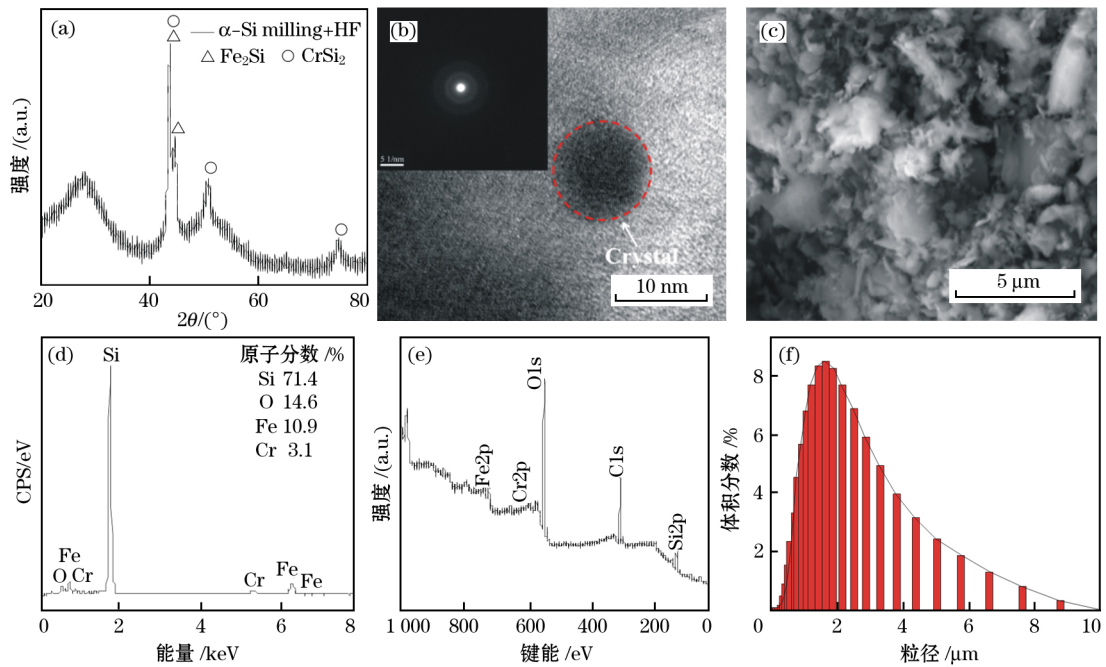 (a)
α-Si milling+HF
Fe₂Si CrSi₂
强度 /(a.u.)
20 40 60 80
2θ/(°)
(b)
5 1/nm
Crystal
10 nm
(c)
5 μm
(d)
Si
原子分数 /%
Si 71.4
O 14.6
Fe 10.9
Cr 3.1
CPS/eV
Fe
O Cr
Cr
Fe
Fe
0 2 4 6 8
能量 /keV
(e)
O1s
Fe2p
Cr2p
C1s
Si2p
强度 /(a.u.)
1 000 800 600 400 200 0
键能 /eV
(f)
体积分数 /%
8
6
4
2
0 2 4 6 8 10
粒径 /μm